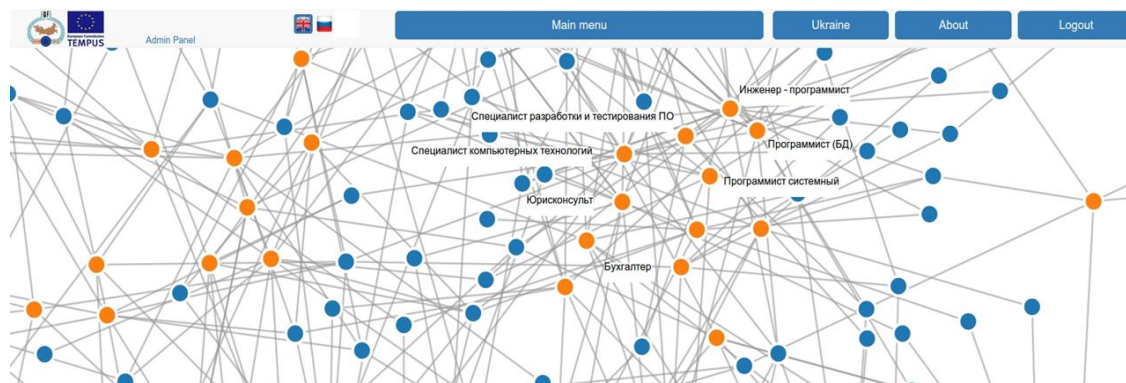 TEMPUS
Admin Panel
Main menu
Ukraine
About
Logout
Инженер - программист
Специалист разработки и тестирования ПО
Программист (БД)
Специалист компьютерных технологий
Программист системный
Юрисконсульт
Бухгалтер